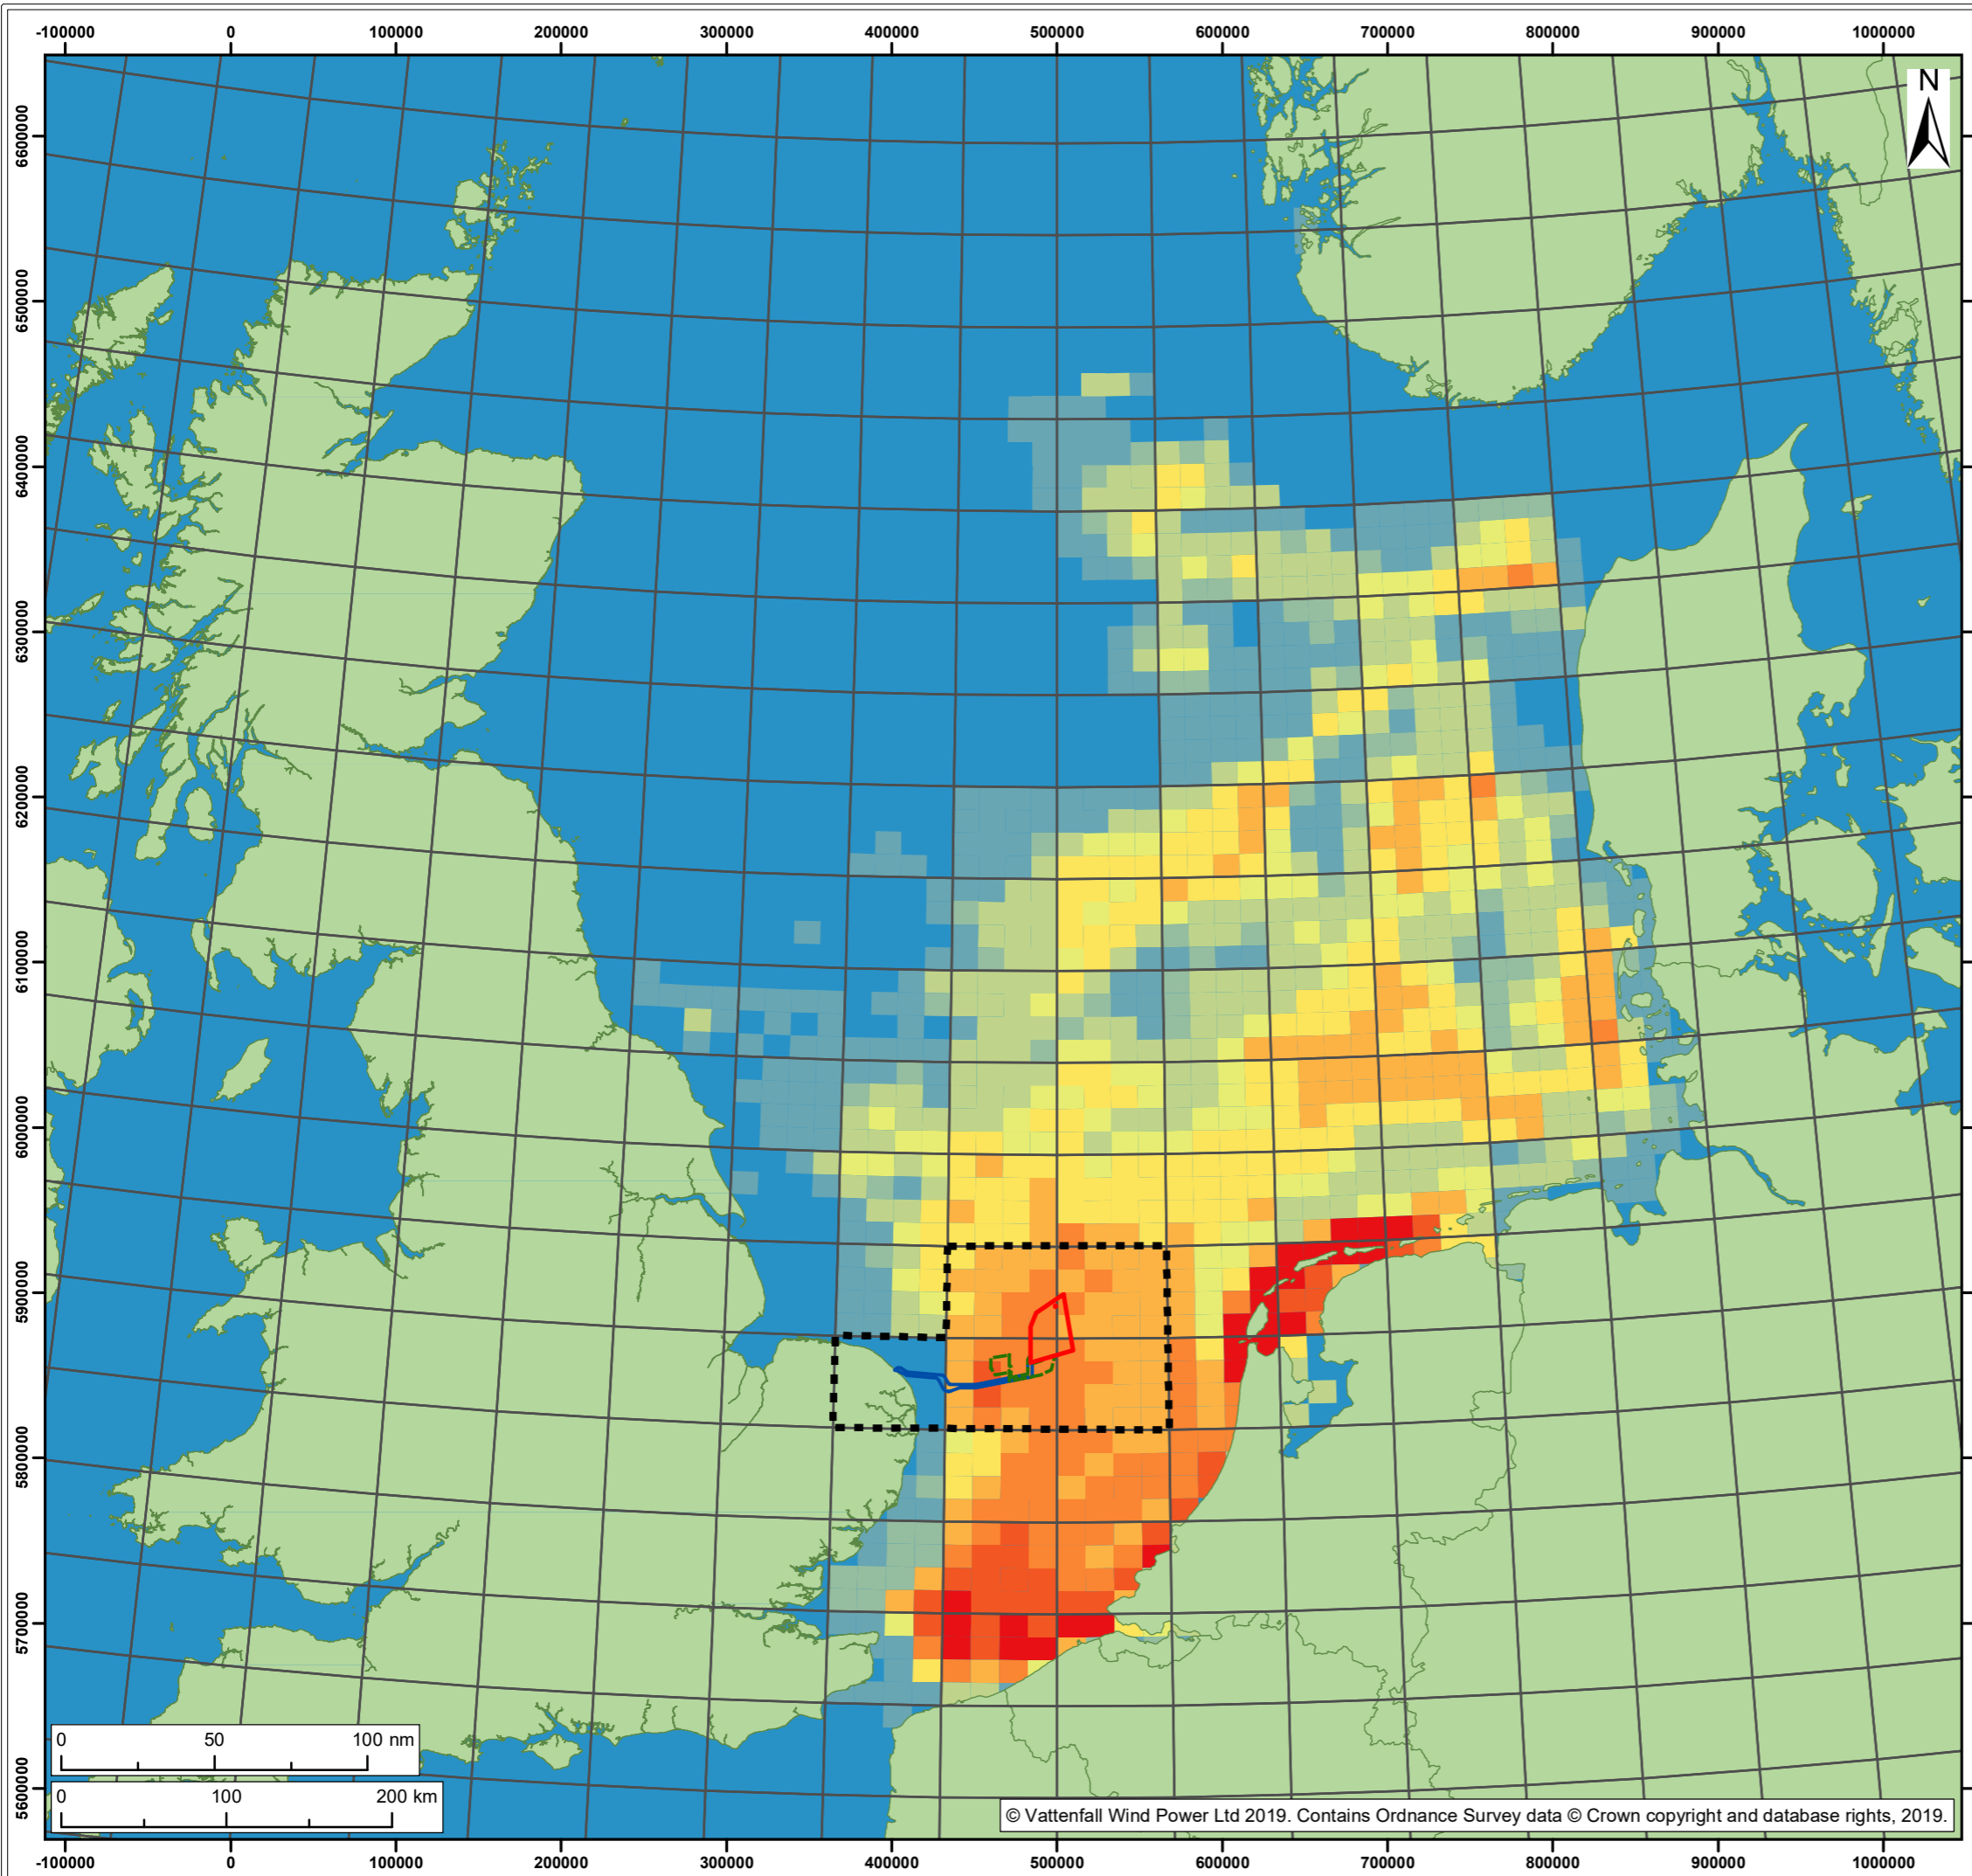 -100000 0 100000 200000 300000 400000 500000 600000 700000 800000 900000 1000000
N
6600000
6500000
6400000
6300000
6200000
6100000
6000000
5900000
5800000
5700000
5600000
0 50 100 nm
0 100 200 km
© Vattenfall Wind Power Ltd 2019. Contains Ordnance Survey data © Crown copyright and database rights, 2019.
-100000 0 100000 200000 300000 400000 500000 600000 700000 800000 900000 1000000